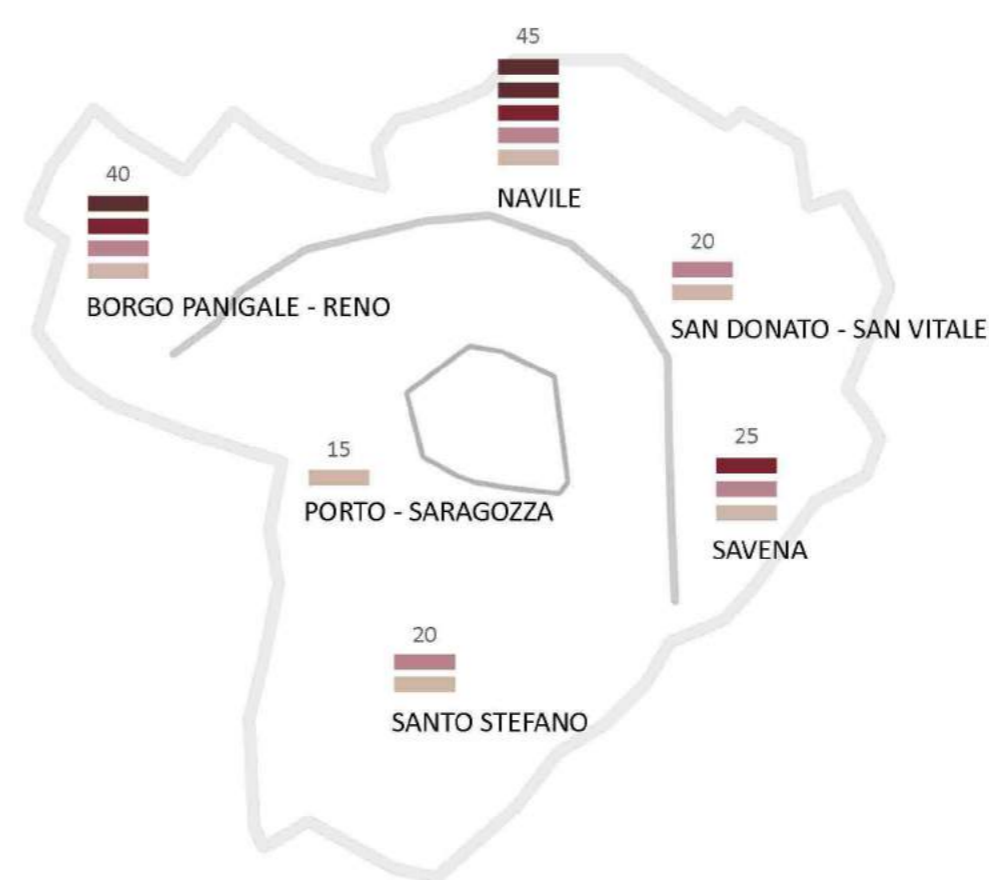 45
NAVILE
40
BORGO PANIGALE - RENO
20
SAN DONATO - SAN VITALE
25
SAVENA
15
PORTO - SARAGOZZA
20
SANTO STEFANO